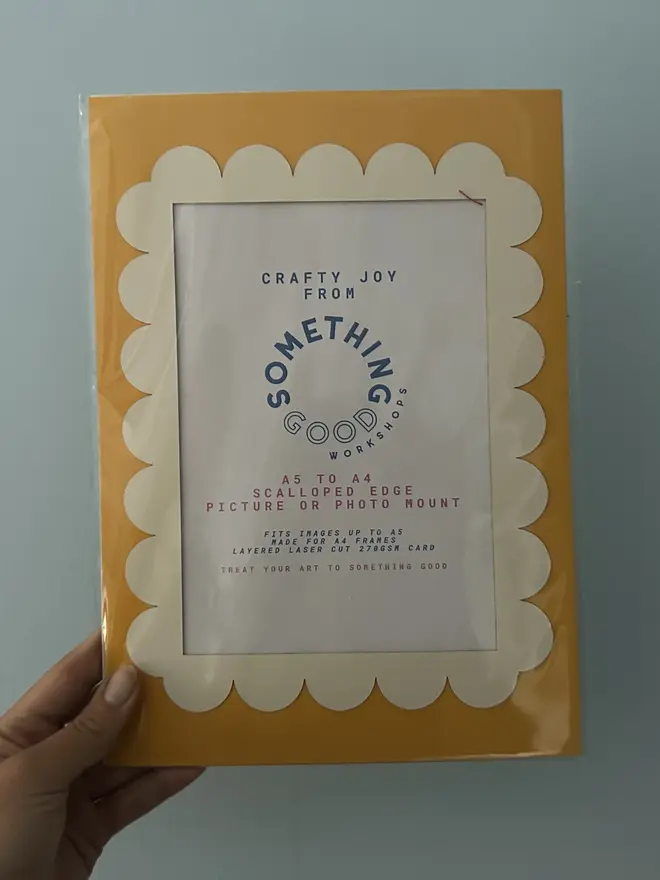 CRAFTY JOY
FROM
SOMETHING
GOOD
WORKSHOPS
A5 TO A4
SCALLOPED EDGE
PICTURE OR PHOTO MOUNT
FITS IMAGES UP TO A5
MADE FOR A4 FRAMES
LAYERED LASER CUT 270GSM CARD
TREAT YOUR ART TO SOMETHING GOOD